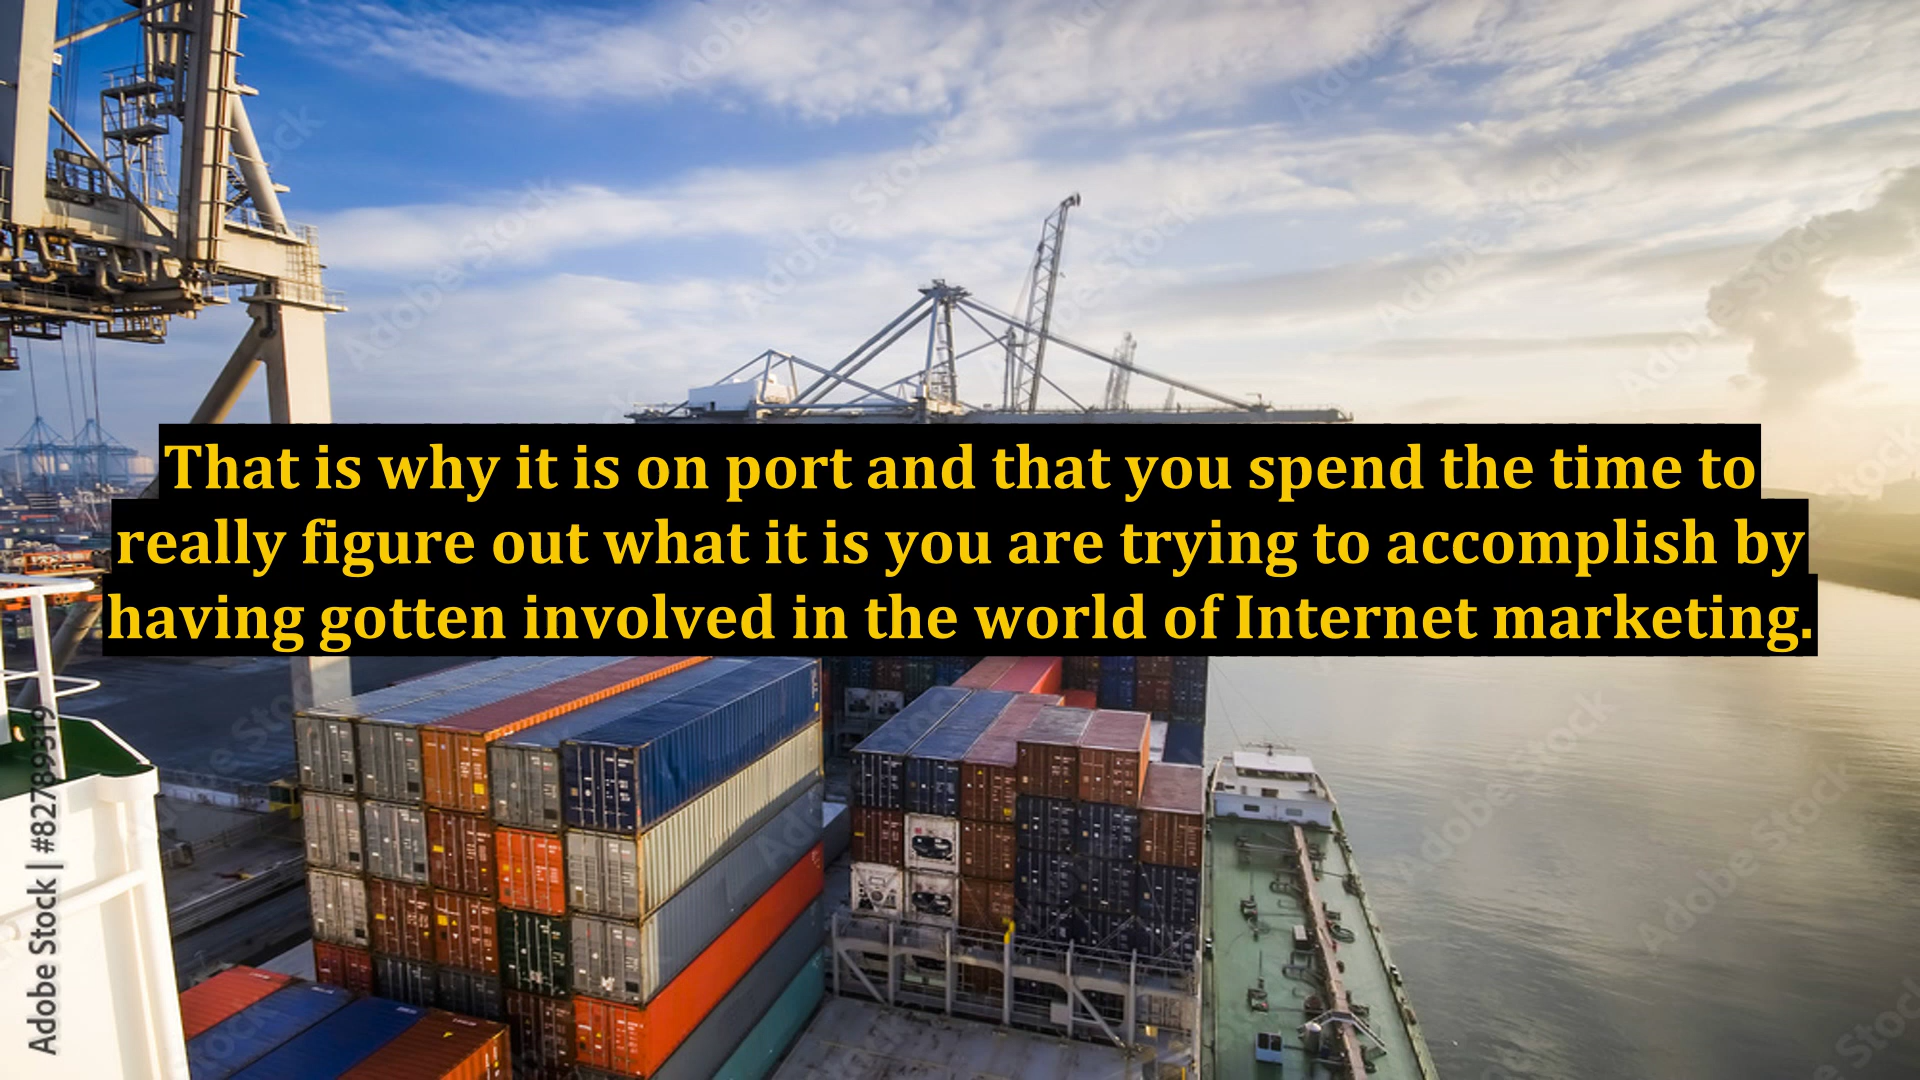 That is why it is on port and that you spend the time to
really figure out what it is you are trying to accomplish by
having gotten involved in the world of Internet marketing.
Adobe Stock | #82789319
Adobe Stock